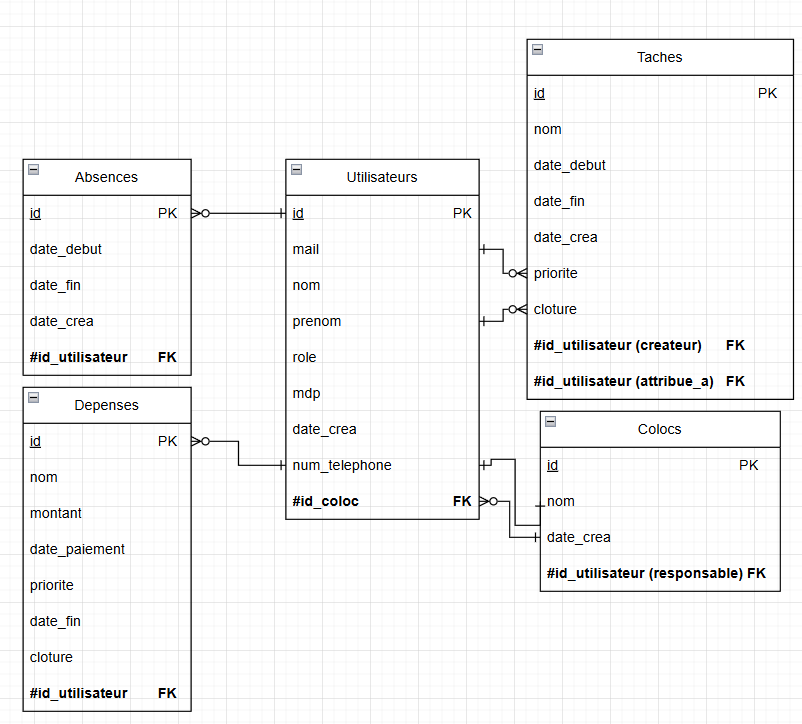 Absences
id PK
date_debut
date_fin
date_crea
#id_utilisateur FK
Depenses
id PK
nom
montant
date_paiement
priorite
date_fin
cloture
#id_utilisateur FK
Utilisateurs
id PK
mail
nom
prenom
role
mdp
date_crea
num_telephone
#id_coloc FK
Taches
id PK
nom
date_debut
date_fin
date_crea
priorite
cloture
#id_utilisateur (createur) FK
#id_utilisateur (attribue_a) FK
Colocs
id PK
nom
date_crea
#id_utilisateur (responsable) FK